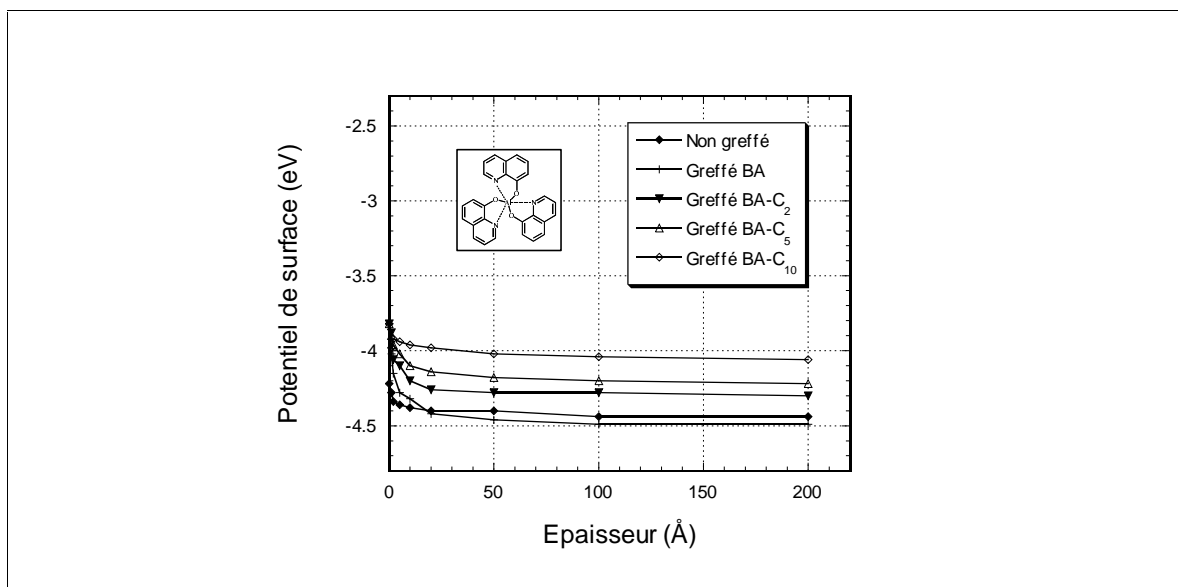 -2.5
-3
-3.5
-4
-4.5
Potentiel de surface (eV)
Non greffé
Greffé BA
Greffé BA-C2
Greffé BA-C5
Greffé BA-C10
N
O
O
N
N
O
0
50
100
150
200
Epaisseur (Å)